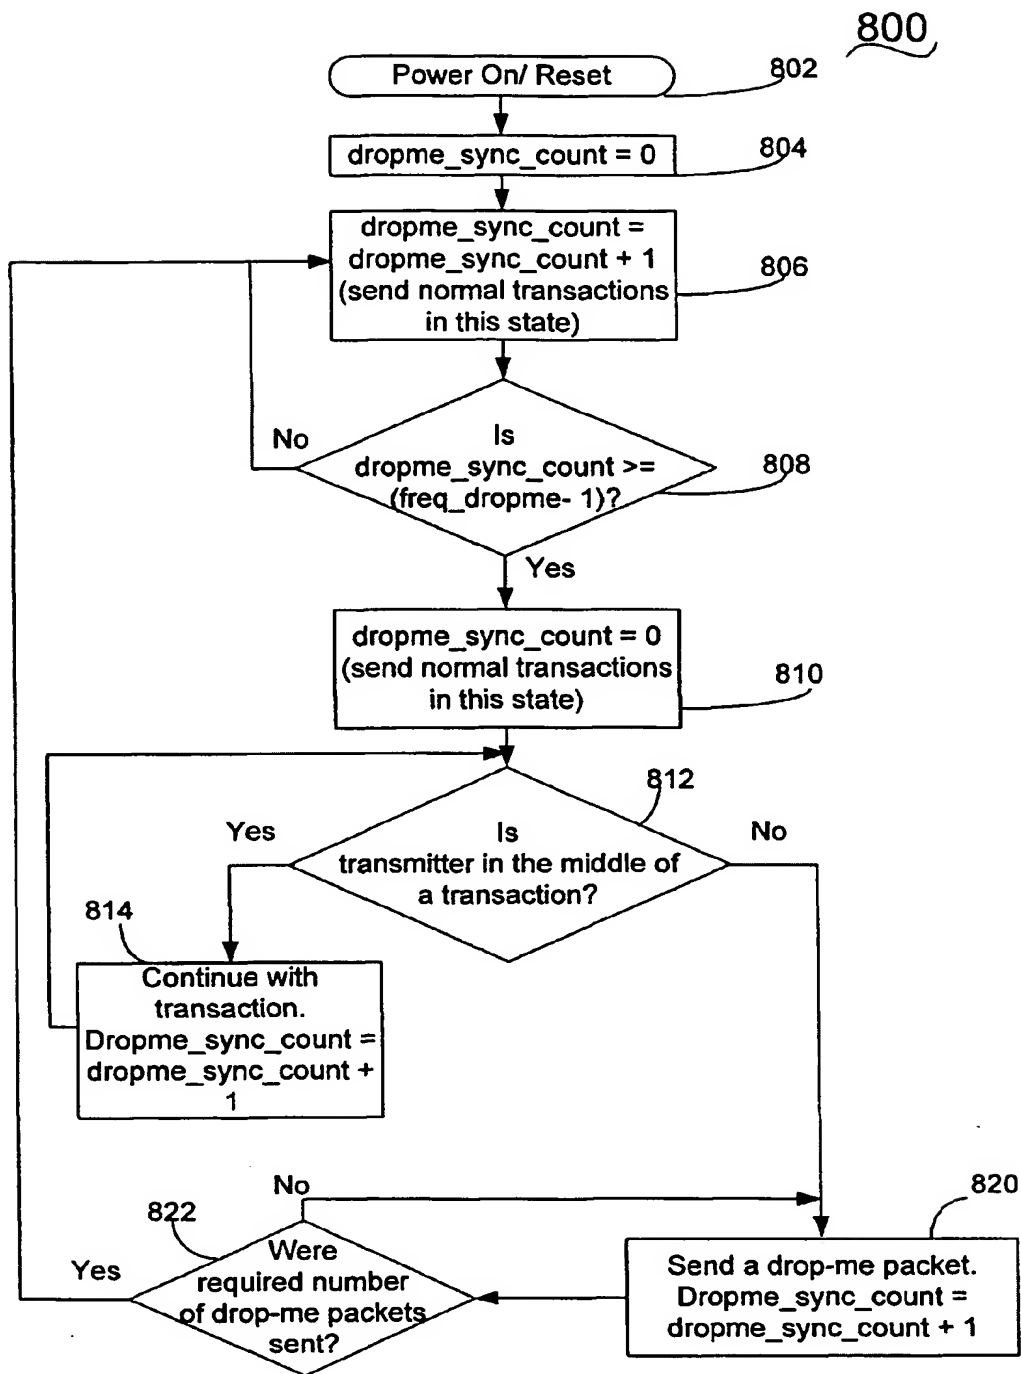 800
Power On/ Reset
802
dropme_sync_count = 0
804
dropme_sync_count =
dropme_sync_count + 1
(send normal transactions
in this state)
806
No
Is
dropme_sync_count >=
(freq_dropme- 1)?
808
Yes
dropme_sync_count = 0
(send normal transactions
in this state)
810
812
Yes
Is
transmitter in the middle of
a transaction?
No
814
Continue with
transaction.
Dropme_sync_count =
dropme_sync_count +
1
No
822
Yes
Were
required number
of drop-me packets
sent?
820
Send a drop-me packet.
Dropme_sync_count =
dropme_sync_count + 1